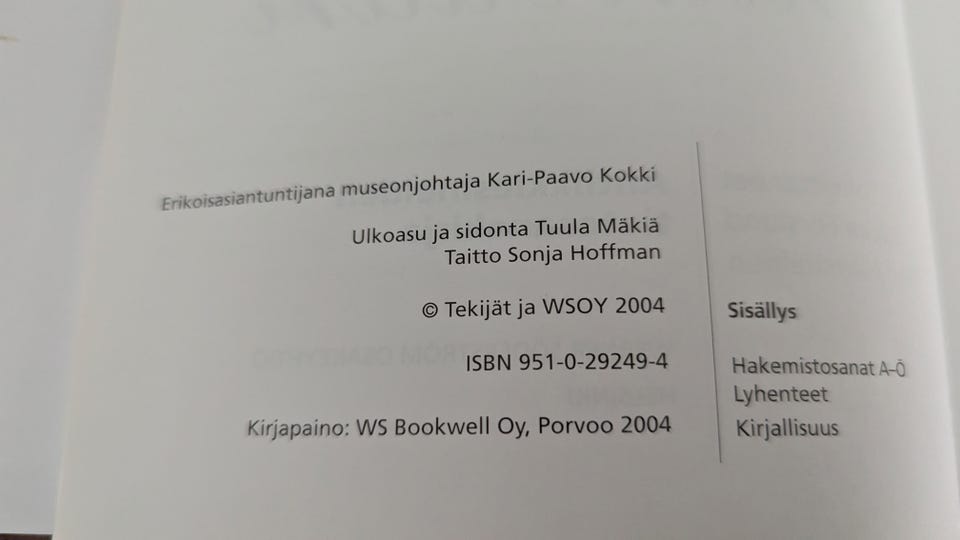 Erikoisasiantuntijana museonjohtaja Kari-Paavo Kokki
Ulkoasu ja sidonta Tuula Mäkiä
Taitto Sonja Hoffman
© Tekijät ja WSOY 2004
ISBN 951-0-29249-4
Kirjapaino: WS Bookwell Oy, Porvoo 2004
Sisällys
Hakemistosanat A–Ö
Lyhenteet
Kirjallisuus